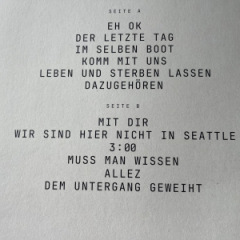 SEITE A
EH OK
DER LETZTE TAG
IM SELBEN BOOT
KOMM MIT UNS
LEBEN UND STERBEN LASSEN
DAZUGEHÖREN
SEITE B
MIT DIR
WIR SIND HIER NICHT IN SEATTLE
3:00
MUSS MAN WISSEN
ALLEZ
DEM UNTERGANG GEWEIHT